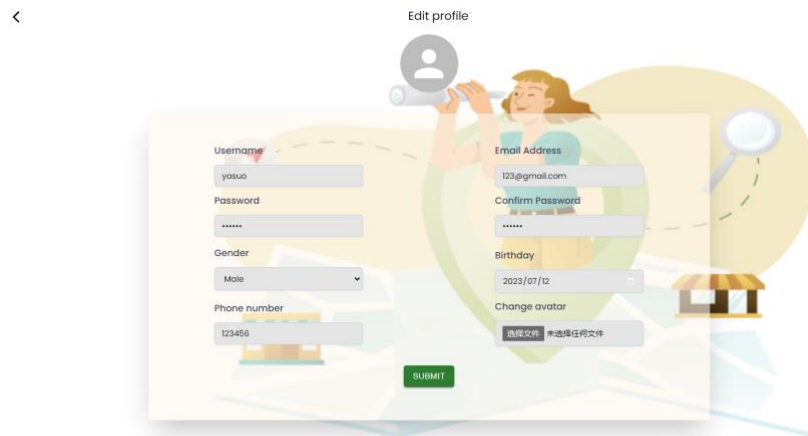 Edit profile
Username
Email Address
yasuo
123@gmail.com
Password
Confirm Password
••••••
••••••
Gender
Birthday
Male
2023/07/12
Phone number
Change avatar
123456
选择文件 未选择任何文件
SUBMIT